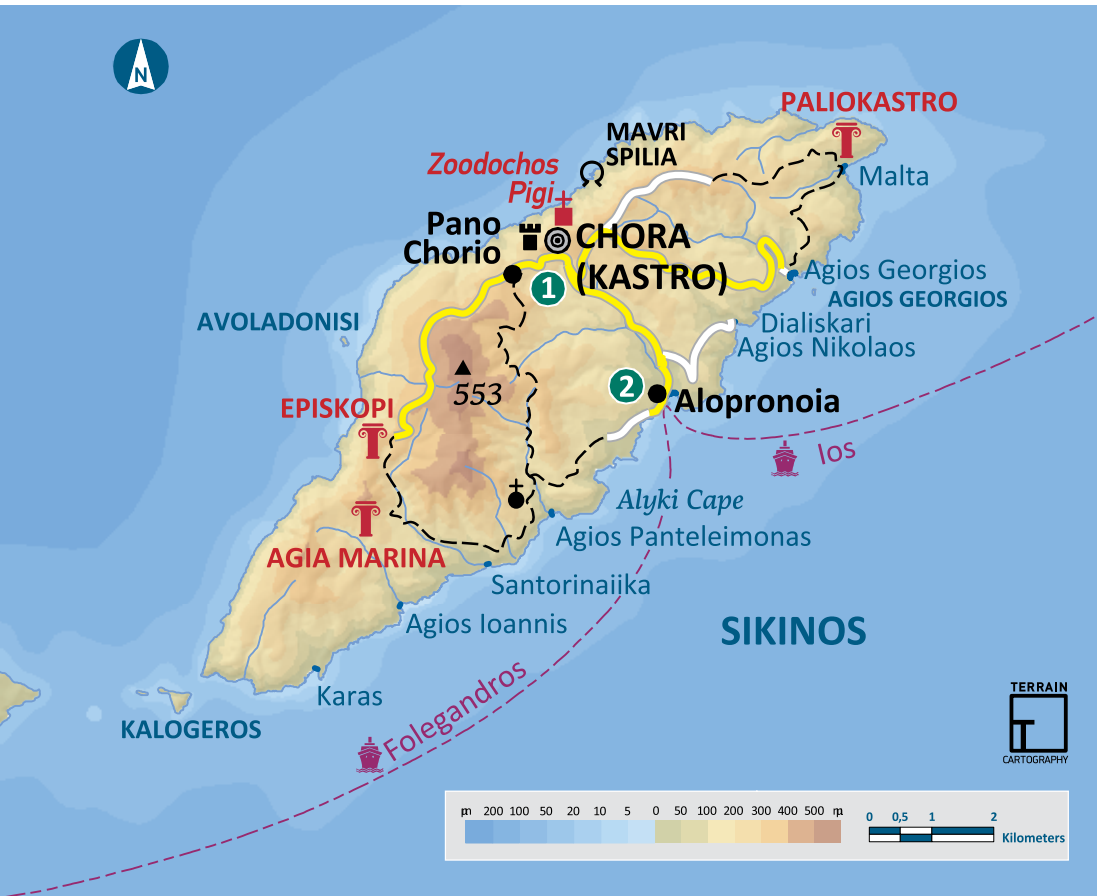 N
PALIOKASTRO
MAVRI
SPILIA
Zoodochos
Pigi
Malta
Pano
Chorio
CHORA
(KASTRO)
1
Agios Georgios
AGIOS GEORGIOS
AVOLADONISI
Dialiskari
Agios Nikolaos
553
2
Alopronoia
EPISKOPI
Ios
Alyki Cape
Agios Panteleimonas
AGIA MARINA
Santorinaiika
Agios Ioannis
SIKINOS
Karas
Folegandros
KALOGEROS
TERRAIN
T
CARTOGRAPHY
200 100 50 20 10 5 0 50 100 200 300 400 500
0 0,5 1 2
Kilometers